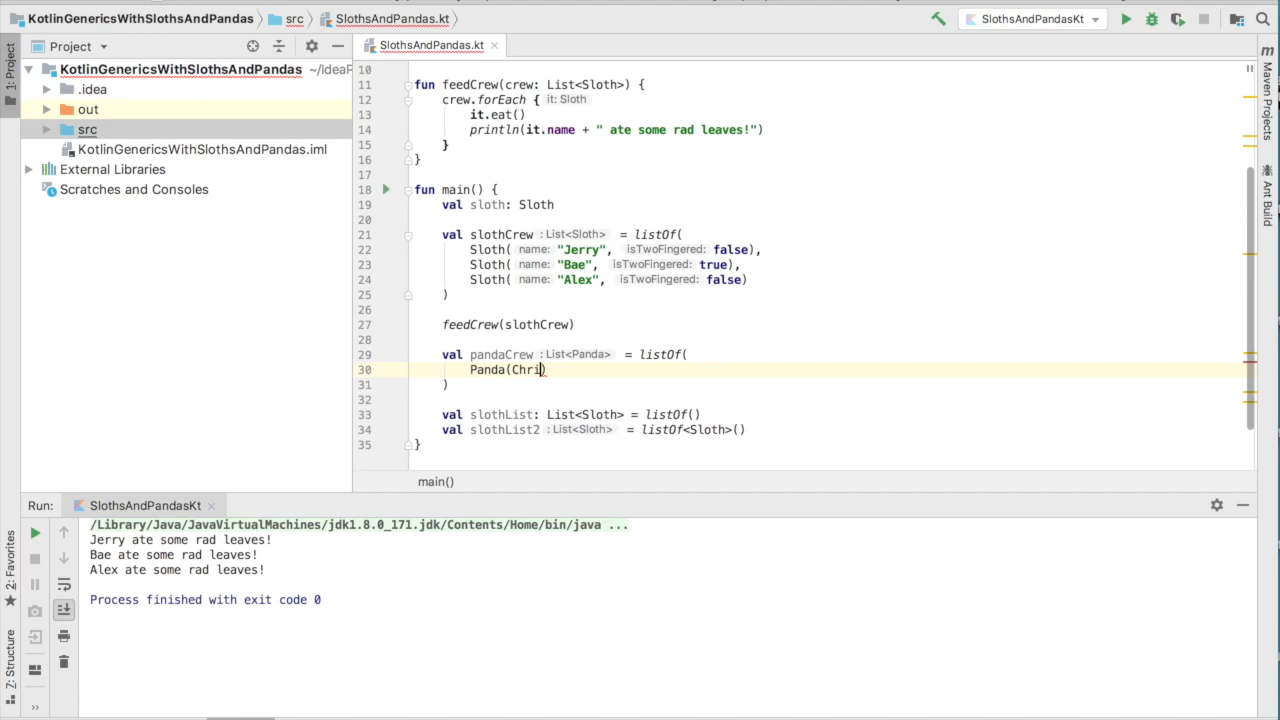 KotlinGenericsWithSlothsAndPandas src SlothsAndPandas.kt SlothsAndPandasKt
Project
SlothsAndPandas.kt
1: Project
KotlinGenericsWithSlothsAndPandas ~/IdeaP
.idea
out
src
KotlinGenericsWithSlothsAndPandas.iml
External Libraries
Scratches and Consoles
10
11 fun feedCrew(crew: List<Sloth>) {
12 crew.forEach { it: Sloth
13 it.eat()
14 println(it.name + " ate some rad leaves!")
15 }
16 }
17
18 fun main() {
19 val sloth: Sloth
20
21 val slothCrew : List<Sloth> = listOf(
22 Sloth( name: "Jerry", isTwoFingered: false),
23 Sloth( name: "Bae", isTwoFingered: true),
24 Sloth( name: "Alex", isTwoFingered: false)
25 )
26
27 feedCrew(slothCrew)
28
29 val pandaCrew : List<Panda> = listOf(
30 Panda(Chri)
31 )
32
33 val slothList: List<Sloth> = listOf()
34 val slothList2 : List<Sloth> = listOf<Sloth>()
35 }
main()
m Maven Projects
Ant Build
Run: SlothsAndPandasKt
/Library/Java/JavaVirtualMachines/jdk1.8.0_171.jdk/Contents/Home/bin/java ...
Jerry ate some rad leaves!
Bae ate some rad leaves!
Alex ate some rad leaves!
Process finished with exit code 0
2: Favorites
Z: Structure